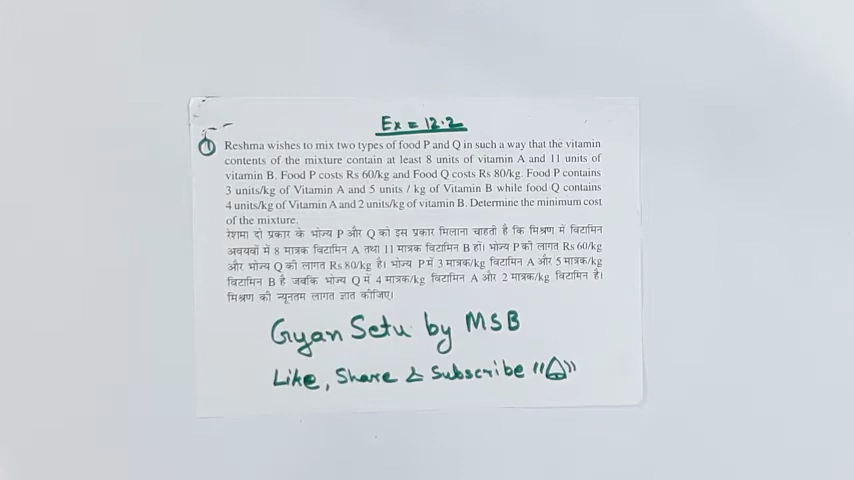 Ex = 12.2
1 Reshma wishes to mix two types of food P and Q in such a way that the vitamin
contents of the mixture contain at least 8 units of vitamin A and 11 units of
vitamin B. Food P costs Rs 60/kg and Food Q costs Rs 80/kg. Food P contains
3 units/kg of Vitamin A and 5 units / kg of Vitamin B while food Q contains
4 units/kg of Vitamin A and 2 units/kg of vitamin B. Determine the minimum cost
of the mixture.
रेशमा दो प्रकार के भोज्य P और Q को इस प्रकार मिलाना चाहती है कि मिश्रण में विटामिन
अवयवों में 8 मात्रक विटामिन A तथा 11 मात्रक विटामिन B हों। भोज्य P की लागत Rs 60/kg
और भोज्य Q की लागत Rs 80/kg है। भोज्य P में 3 मात्रक/kg विटामिन A और 5 मात्रक/kg
विटामिन B है जबकि भोज्य Q में 4 मात्रक/kg विटामिन A और 2 मात्रक/kg विटामिन है।
मिश्रण की न्यूनतम लागत ज्ञात कीजिए।
Gyan Setu by MSB
Like, Share & Subscribe